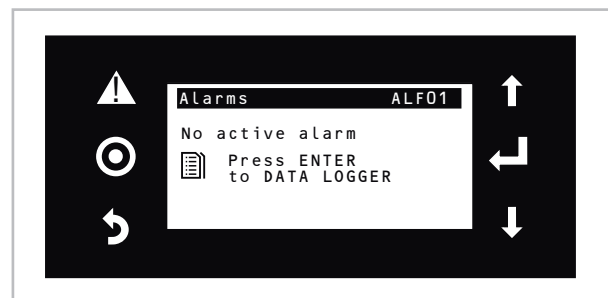 Alarms ALF01
No active alarm
Press ENTER
to DATA LOGGER